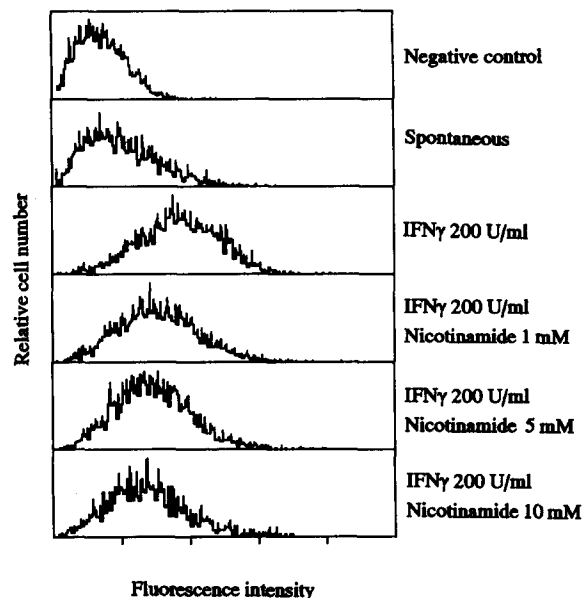 Relative cell number
Negative control
Spontaneous
IFNγ 200 U/ml
IFNγ 200 U/ml
Nicotinamide 1 mM
IFNγ 200 U/ml
Nicotinamide 5 mM
IFNγ 200 U/ml
Nicotinamide 10 mM
Fluorescence intensity